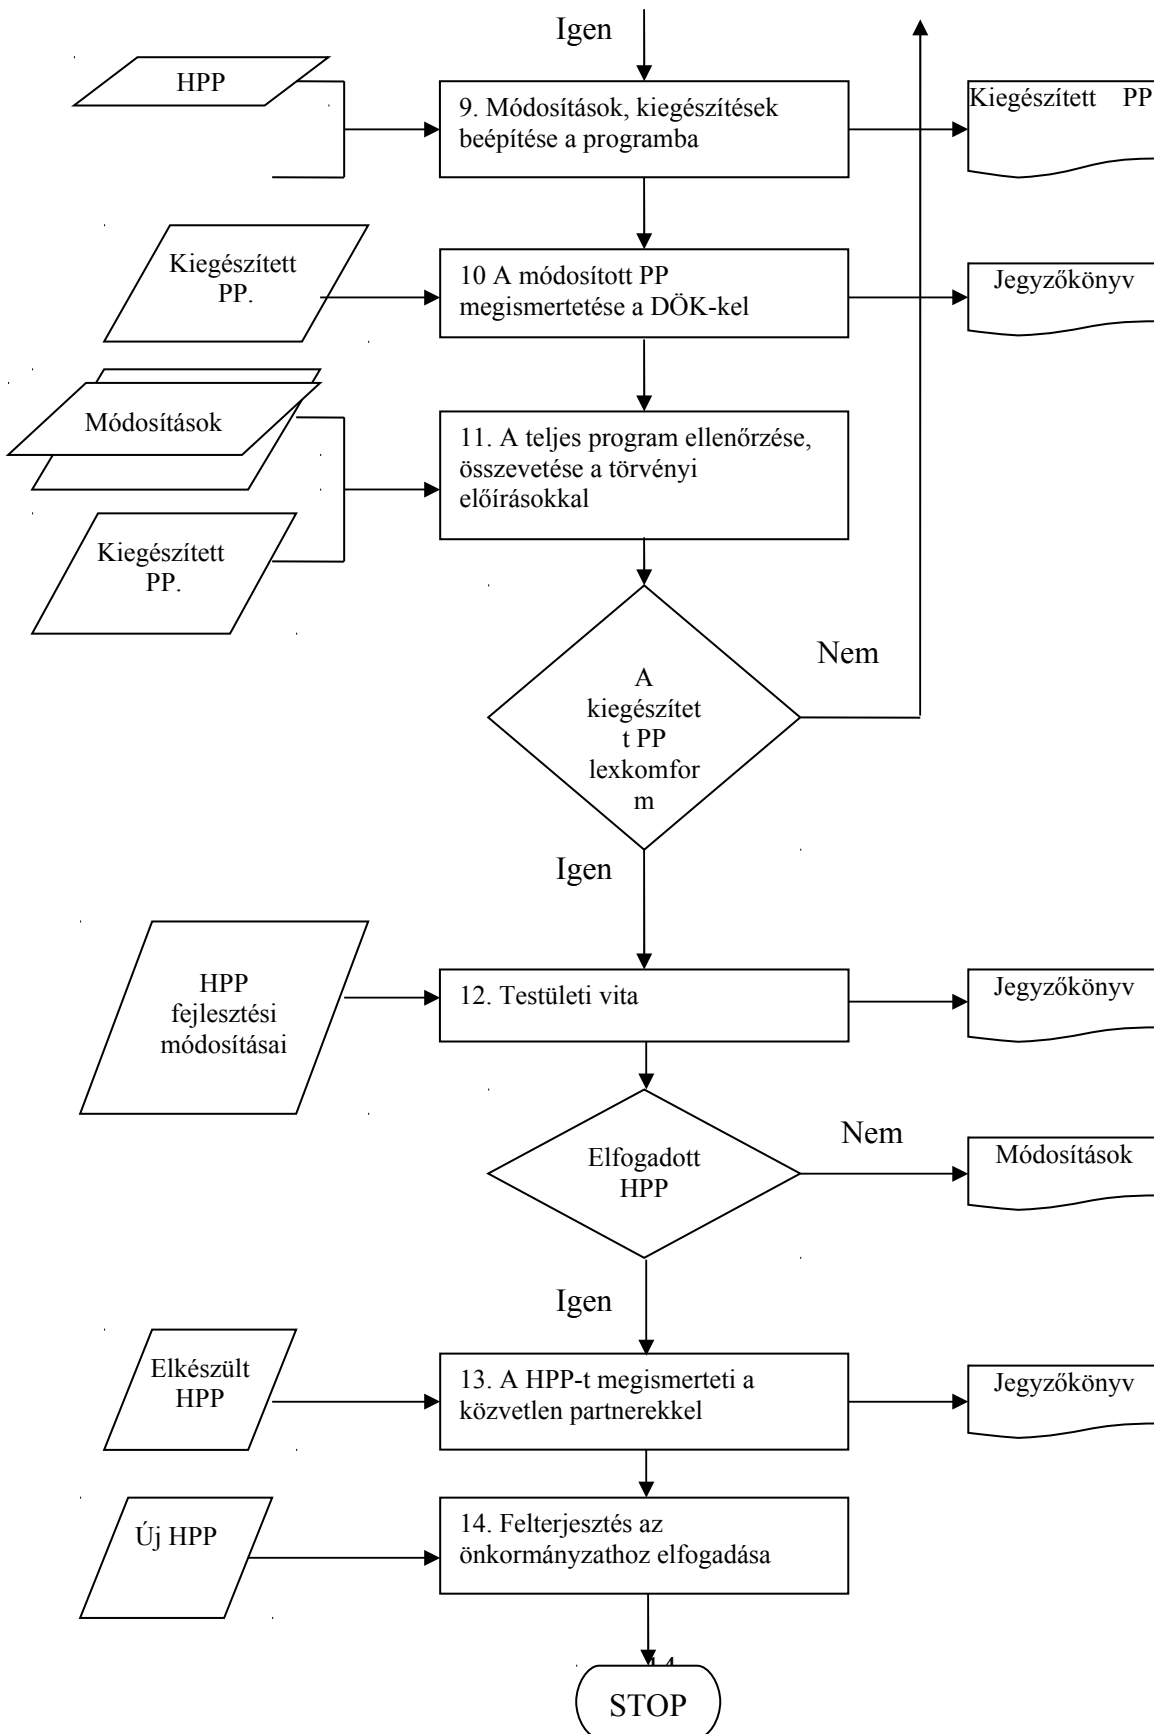 Igen
HPP
9. Módosítások, kiegészítések
beépítése a programba
Kiegészített PP
Kiegészített
PP.
10 A módosított PP
megismertetése a DÖK-kel
Jegyzőkönyv
Módosítások
11. A teljes program ellenőrzése,
összevetése a törvényi
előírásokkal
Kiegészített
PP.
Nem
A
kiegészítet
t PP
lexkomfor
m
Igen
HPP
fejlesztési
módosításai
12. Testületi vita
Jegyzőkönyv
Nem
Elfogadott
HPP
Módosítások
Igen
Elkészült
HPP
13. A HPP-t megismerteti a
közvetlen partnerekkel
Jegyzőkönyv
Új HPP
14. Felterjesztés az
önkormányzathoz elfogadása
STOP